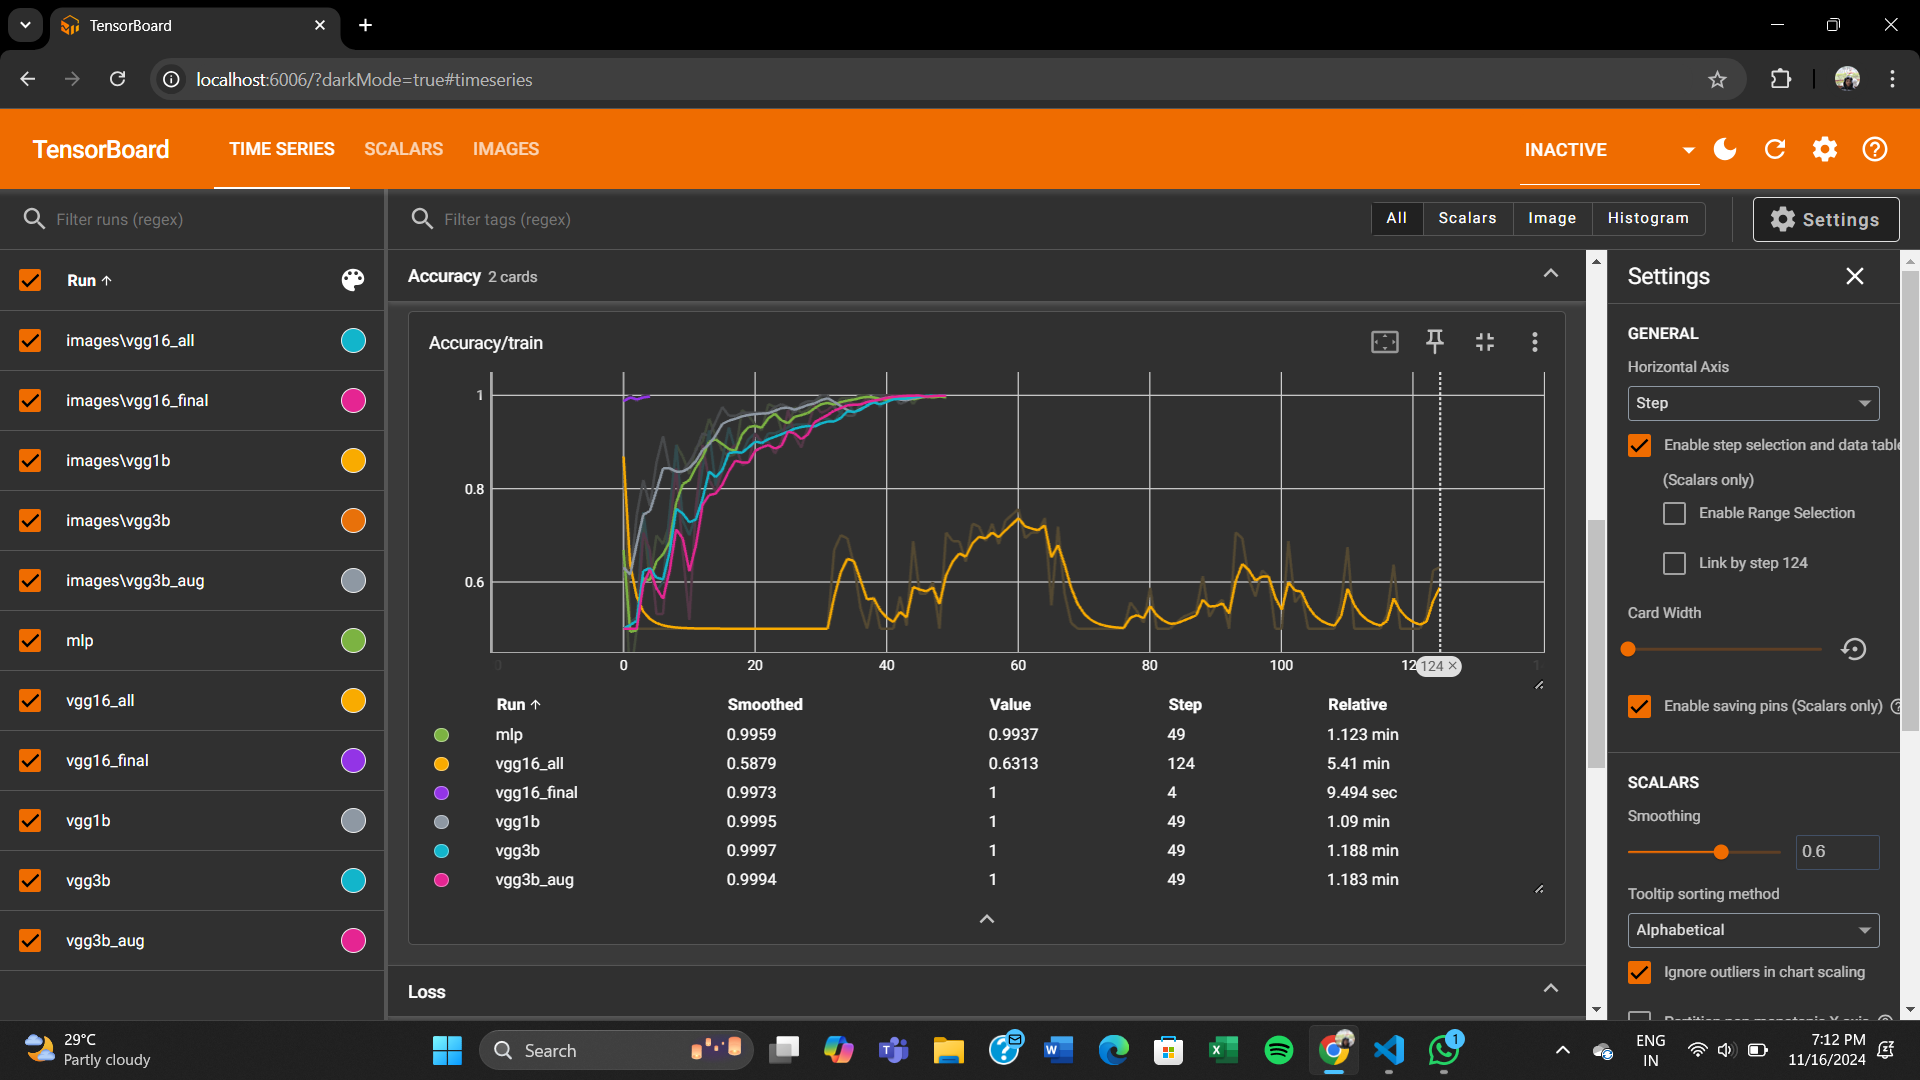 TensorBoard
localhost:6006/?darkMode=true#timeseries
TensorBoard TIME SERIES SCALARS IMAGES INACTIVE
Filter runs (regex) Filter tags (regex) All Scalars Image Histogram Settings
Run
images\vgg16_all
images\vgg16_final
images\vgg1b
images\vgg3b
images\vgg3b_aug
mlp
vgg16_all
vgg16_final
vgg1b
vgg3b
vgg3b_aug
Accuracy 2 cards
Accuracy/train
1
0.8
0.6
0 20 40 60 80 100 12 124
Run Smoothed Value Step Relative
mlp 0.9959 0.9937 49 1.123 min
vgg16_all 0.5879 0.6313 124 5.41 min
vgg16_final 0.9973 1 4 9.494 sec
vgg1b 0.9995 1 49 1.09 min
vgg3b 0.9997 1 49 1.188 min
vgg3b_aug 0.9994 1 49 1.183 min
Loss
Settings
GENERAL
Horizontal Axis
Step
Enable step selection and data table
(Scalars only)
Enable Range Selection
Link by step 124
Card Width
Enable saving pins (Scalars only)
SCALARS
Smoothing
0.6
Tooltip sorting method
Alphabetical
Ignore outliers in chart scaling
29°C
Partly cloudy
Search
1
ENG
IN
7:12 PM
11/16/2024